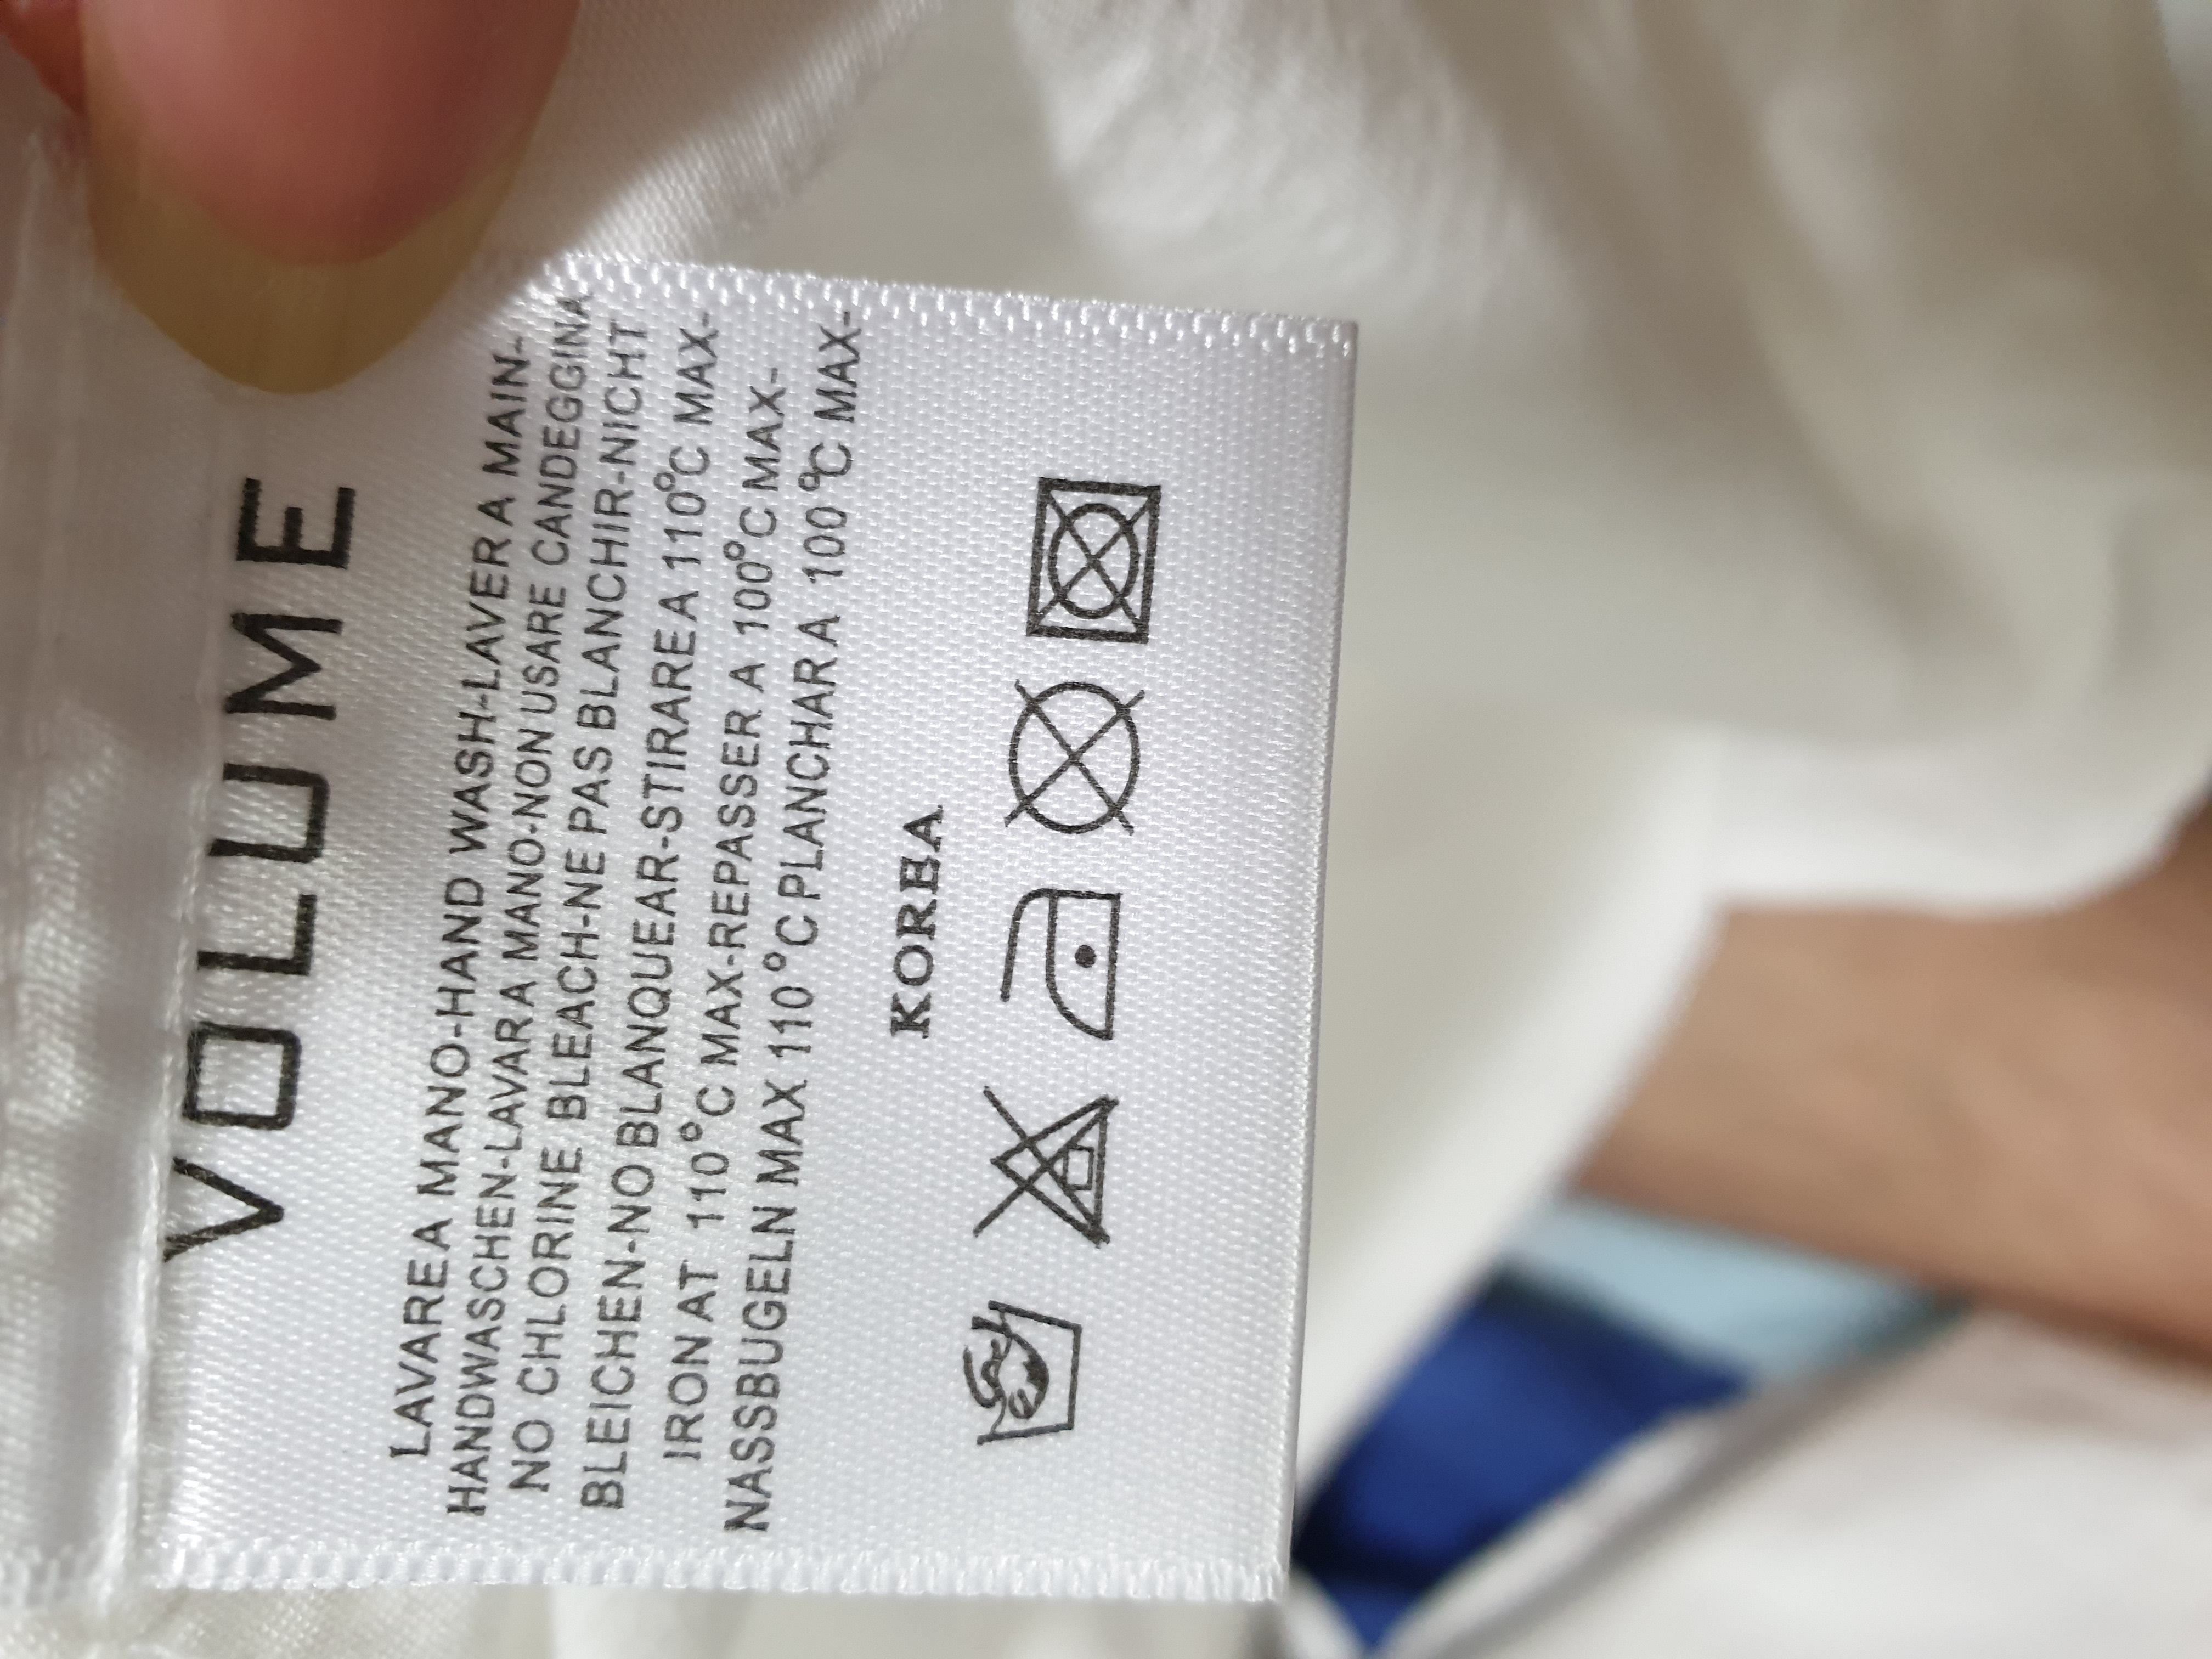 VOLUME
LAVARE A MANO-HAND WASH-LAVER A MAIN-
HANDWASCHEN-LAVAR A MANO-NON USARE CANDEGGINA
NO CHLORINE BLEACH-NE PAS BLANCHIR-NICHT
BLEICHEN-NO BLANQUEAR-STIRARE A 110°C MAX-
IRON AT 110°C MAX-REPASSER A 100°C MAX-
NASSBUGELN MAX 110°C PLANCHAR A 100°C MAX-
KOREA